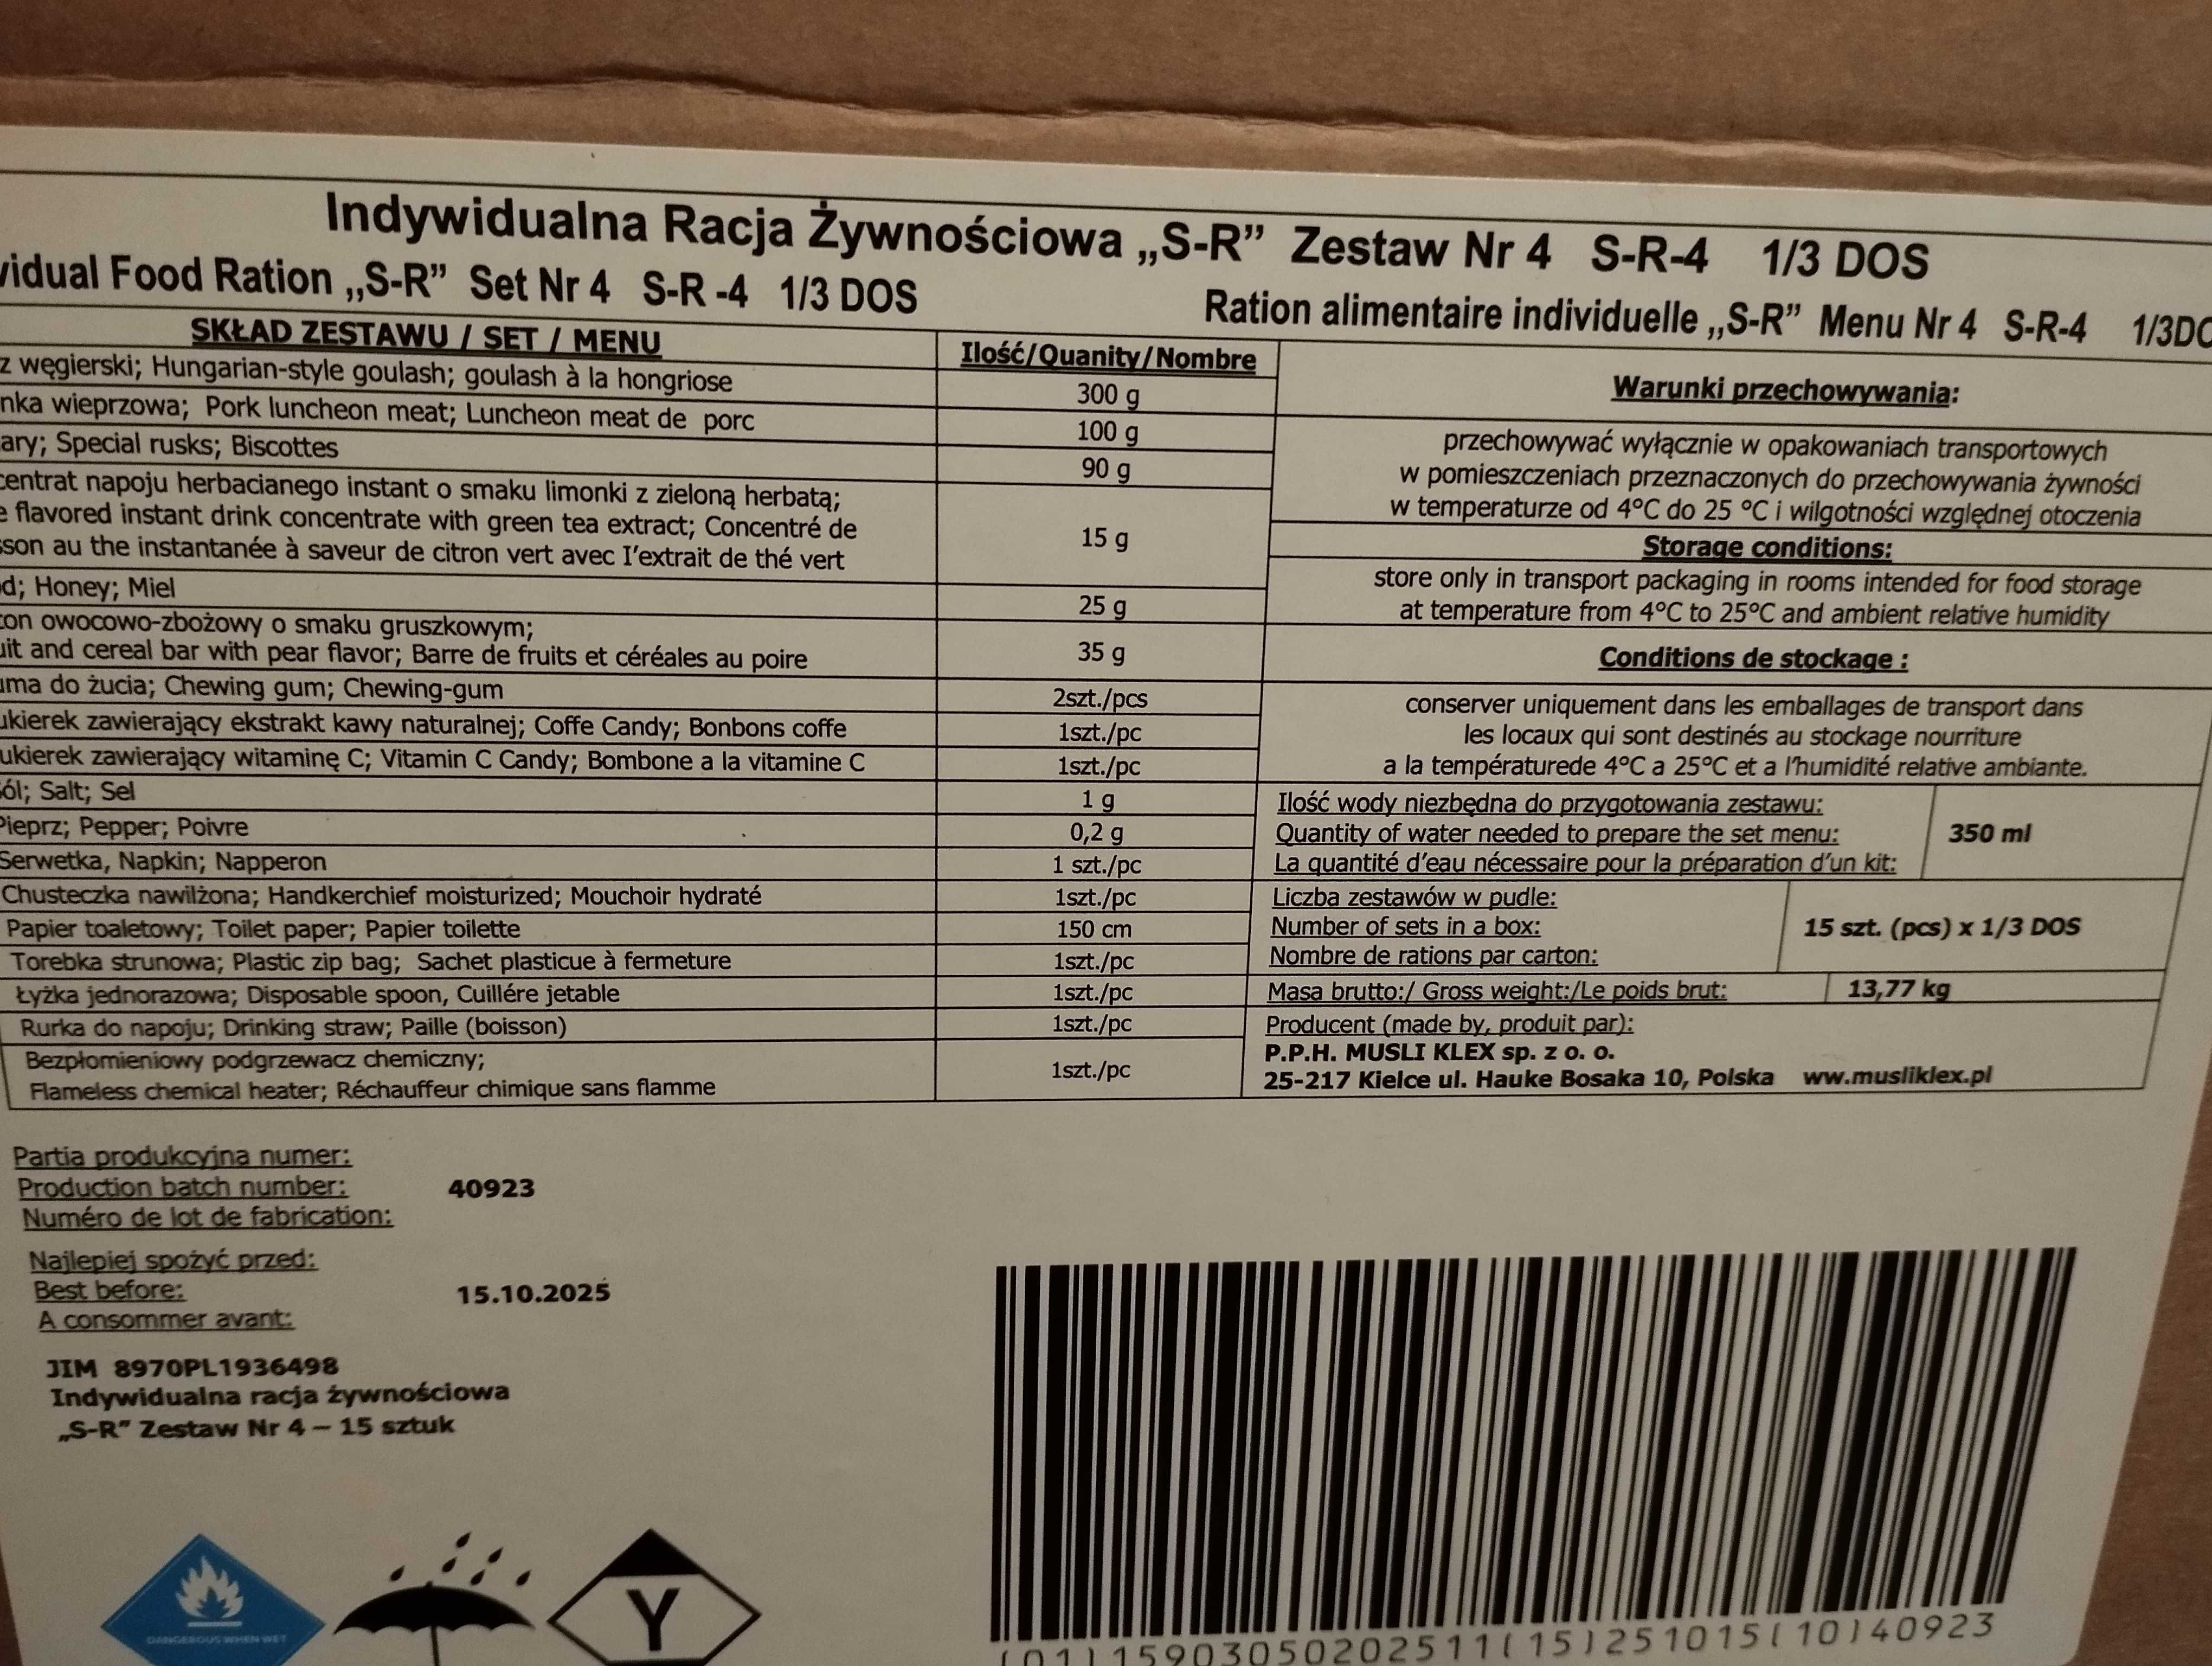 Indywidualna Racja Żywnościowa „S-R” Zestaw Nr 4 S-R-4 1/3 DOS
vidual Food Ration „S-R” Set Nr 4 S-R -4 1/3 DOS
Ration alimentaire individuelle „S-R” Menu Nr 4 S-R-4 1/3DO
SKŁAD ZESTAWU / SET / MENU
Ilość/Quanity/Nombre
z węgierski; Hungarian-style goulash; goulash à la hongriose
300 g
nka wieprzowa; Pork luncheon meat; Luncheon meat de porc
100 g
ary; Special rusks; Biscottes
90 g
centrat napoju herbacianego instant o smaku limonki z zieloną herbatą;
e flavored instant drink concentrate with green tea extract; Concentré de
sson au the instantanée à saveur de citron vert avec I'extrait de thé vert
15 g
d; Honey; Miel
25 g
ton owocowo-zbożowy o smaku gruszkowym;
uit and cereal bar with pear flavor; Barre de fruits et céréales au poire
35 g
uma do żucia; Chewing gum; Chewing-gum
2szt./pcs
ukierek zawierający ekstrakt kawy naturalnej; Coffe Candy; Bonbons coffe
1szt./pc
ukierek zawierający witaminę C; Vitamin C Candy; Bombone a la vitamine C
1szt./pc
ól; Salt; Sel
1 g
Pieprz; Pepper; Poivre
0,2 g
Serwetka, Napkin; Napperon
1 szt./pc
Chusteczka nawilżona; Handkerchief moisturized; Mouchoir hydraté
1szt./pc
Papier toaletowy; Toilet paper; Papier toilette
150 cm
Torebka strunowa; Plastic zip bag; Sachet plasticue à fermeture
1szt./pc
Łyżka jednorazowa; Disposable spoon, Cuillére jetable
1szt./pc
Rurka do napoju; Drinking straw; Paille (boisson)
1szt./pc
Bezpłomieniowy podgrzewacz chemiczny;
Flameless chemical heater; Réchauffeur chimique sans flamme
1szt./pc
Warunki przechowywania:
przechowywać wyłącznie w opakowaniach transportowych
w pomieszczeniach przeznaczonych do przechowywania żywności
w temperaturze od 4°C do 25 °C i wilgotności względnej otoczenia
Storage conditions:
store only in transport packaging in rooms intended for food storage
at temperature from 4°C to 25°C and ambient relative humidity
Conditions de stockage :
conserver uniquement dans les emballages de transport dans
les locaux qui sont destinés au stockage nourriture
a la températurede 4°C a 25°C et a l'humidité relative ambiante.
Ilość wody niezbędna do przygotowania zestawu:
Quantity of water needed to prepare the set menu:
La quantité d'eau nécessaire pour la préparation d'un kit:
350 ml
Liczba zestawów w pudle:
Number of sets in a box:
Nombre de rations par carton:
15 szt. (pcs) x 1/3 DOS
Masa brutto:/ Gross weight:/Le poids brut:
13,77 kg
Producent (made by, produit par):
P.P.H. MUSLI KLEX sp. z o. o.
25-217 Kielce ul. Hauke Bosaka 10, Polska ww.musliklex.pl
Partia produkcyjna numer:
Production batch number:
Numéro de lot de fabrication:
40923
Najlepiej spożyć przed:
Best before:
A consommer avant:
15.10.2025
JIM 8970PL1936498
Indywidualna racja żywnościowa
„S-R” Zestaw Nr 4 – 15 sztuk
DANGEROUS WHEN WET
Y
(01)15903050202511(15)251015(10)40923